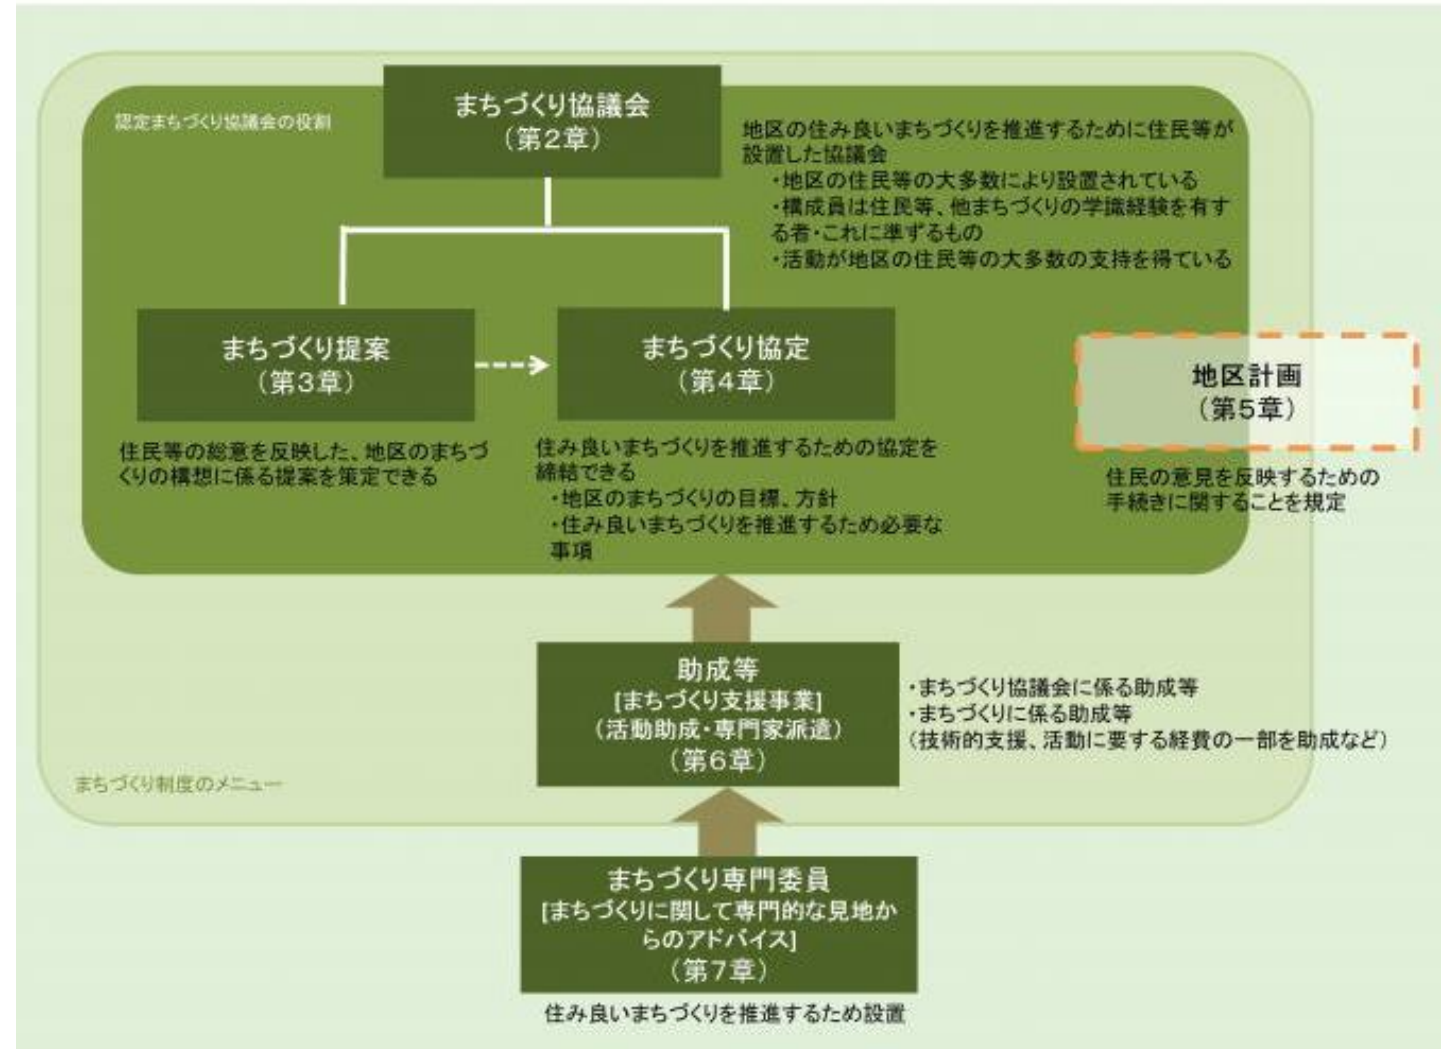 認定まちづくり協議会の役割
まちづくり協議会
（第２章）
地区の住み良いまちづくりを推進するために住民等が
設置した協議会
・地区の住民等の大多数により設置されている
・構成員は住民等、他まちづくりの学識経験を有す
る者・これに準ずるもの
・活動が地区の住民等の大多数の支持を得ている
まちづくり提案
（第３章）
住民等の総意を反映した、地区のまちづ
くりの構想に係る提案を策定できる
まちづくり協定
（第４章）
住み良いまちづくりを推進するための協定を
締結できる
・地区のまちづくりの目標、方針
・住み良いまちづくりを推進するため必要な
事項
地区計画
（第５章）
住民の意見を反映するための
手続きに関することを規定
助成等
[まちづくり支援事業]
（活動助成・専門家派遣）
（第６章）
・まちづくり協議会に係る助成等
・まちづくりに係る助成等
（技術的支援、活動に要する経費の一部を助成など）
まちづくり制度のメニュー
まちづくり専門委員
[まちづくりに関して専門的な見地か
らのアドバイス]
（第７章）
住み良いまちづくりを推進するため設置